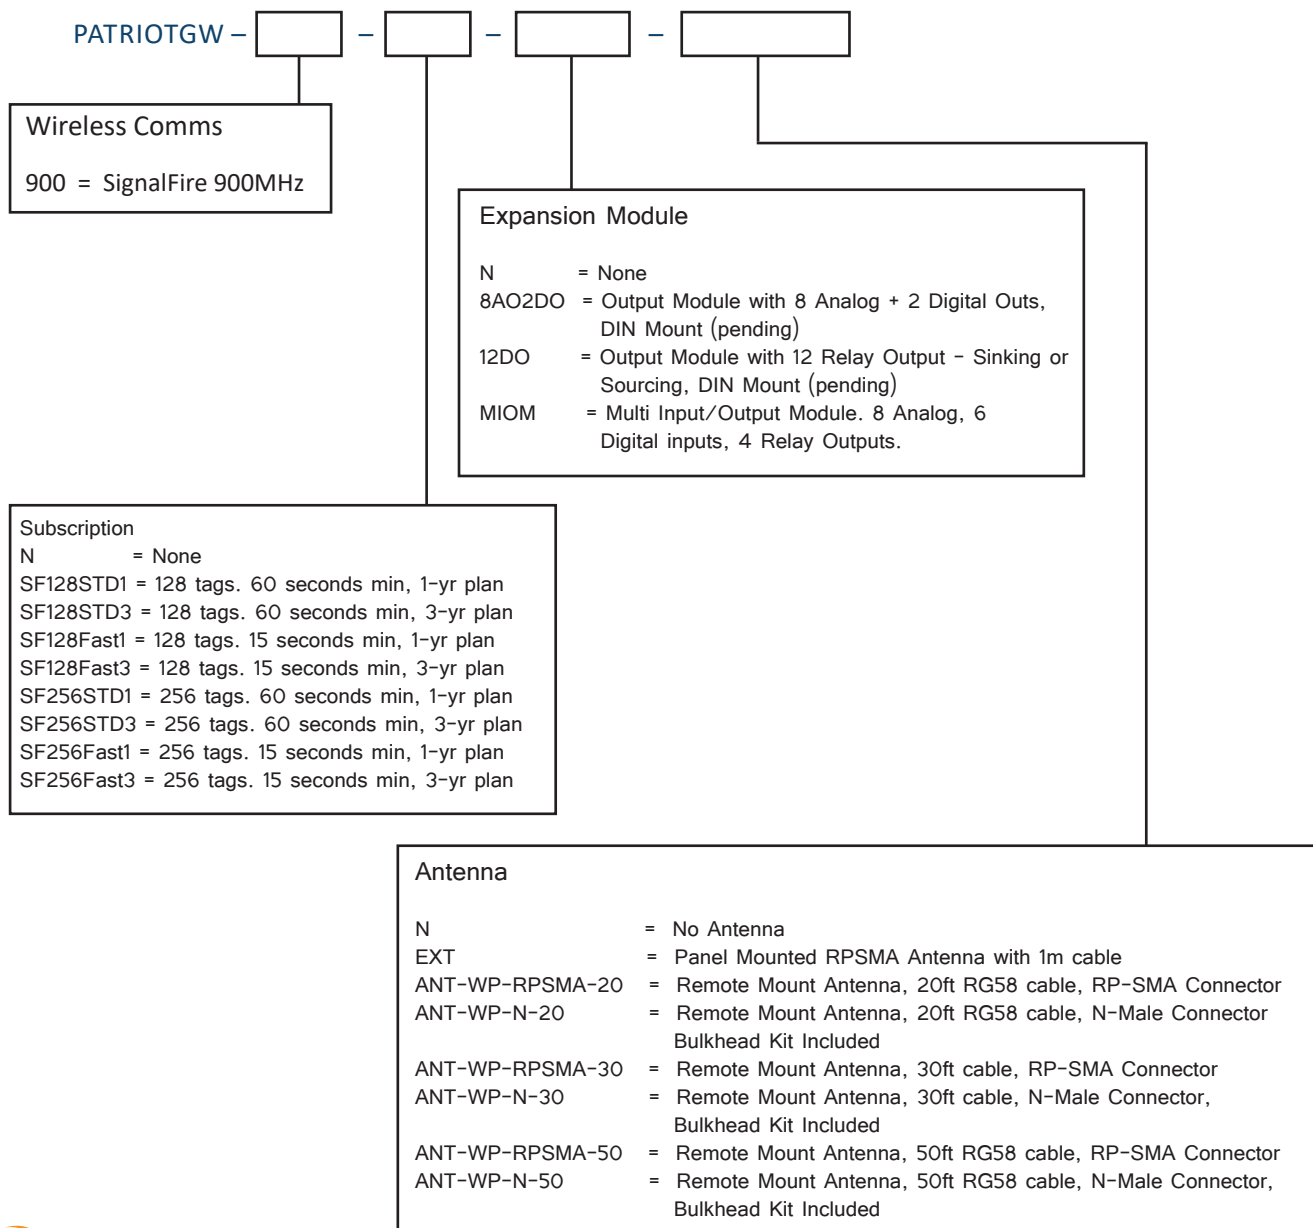 PATRIOTGW – – – –
Wireless Comms
900 = SignalFire 900MHz
Expansion Module
N = None
8AO2DO = Output Module with 8 Analog + 2 Digital Outs,
DIN Mount (pending)
12DO = Output Module with 12 Relay Output - Sinking or
Sourcing, DIN Mount (pending)
MIOM = Multi Input/Output Module. 8 Analog, 6
Digital inputs, 4 Relay Outputs.
Subscription
N = None
SF128STD1 = 128 tags. 60 seconds min, 1-yr plan
SF128STD3 = 128 tags. 60 seconds min, 3-yr plan
SF128Fast1 = 128 tags. 15 seconds min, 1-yr plan
SF128Fast3 = 128 tags. 15 seconds min, 3-yr plan
SF256STD1 = 256 tags. 60 seconds min, 1-yr plan
SF256STD3 = 256 tags. 60 seconds min, 3-yr plan
SF256Fast1 = 256 tags. 15 seconds min, 1-yr plan
SF256Fast3 = 256 tags. 15 seconds min, 3-yr plan
Antenna
N = No Antenna
EXT = Panel Mounted RPSMA Antenna with 1m cable
ANT-WP-RPSMA-20 = Remote Mount Antenna, 20ft RG58 cable, RP-SMA Connector
ANT-WP-N-20 = Remote Mount Antenna, 20ft RG58 cable, N-Male Connector
Bulkhead Kit Included
ANT-WP-RPSMA-30 = Remote Mount Antenna, 30ft cable, RP-SMA Connector
ANT-WP-N-30 = Remote Mount Antenna, 30ft cable, N-Male Connector,
Bulkhead Kit Included
ANT-WP-RPSMA-50 = Remote Mount Antenna, 50ft RG58 cable, RP-SMA Connector
ANT-WP-N-50 = Remote Mount Antenna, 50ft RG58 cable, N-Male Connector,
Bulkhead Kit Included